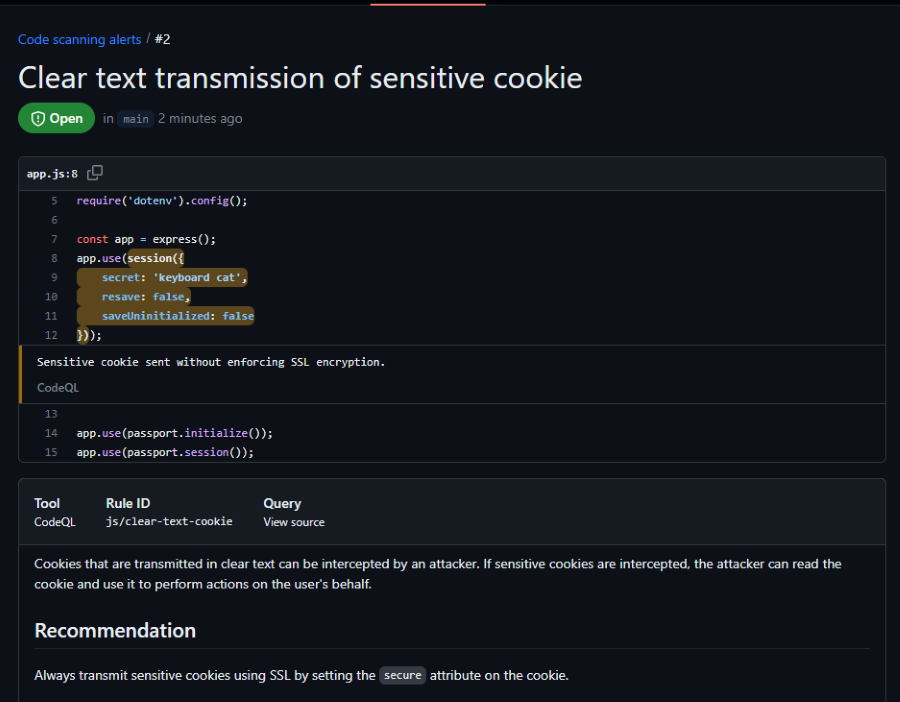 Code scanning alerts / #2
Clear text transmission of sensitive cookie
Open in main 2 minutes ago
app.js:8
5 require('dotenv').config();
6
7 const app = express();
8 app.use(session({
9 secret: 'keyboard cat',
10 resave: false,
11 saveUninitialized: false
12 }));
Sensitive cookie sent without enforcing SSL encryption.
CodeQL
13
14 app.use(passport.initialize());
15 app.use(passport.session());
Tool Rule ID Query
CodeQL js/clear-text-cookie View source
Cookies that are transmitted in clear text can be intercepted by an attacker. If sensitive cookies are intercepted, the attacker can read the
cookie and use it to perform actions on the user's behalf.
Recommendation
Always transmit sensitive cookies using SSL by setting the secure attribute on the cookie.